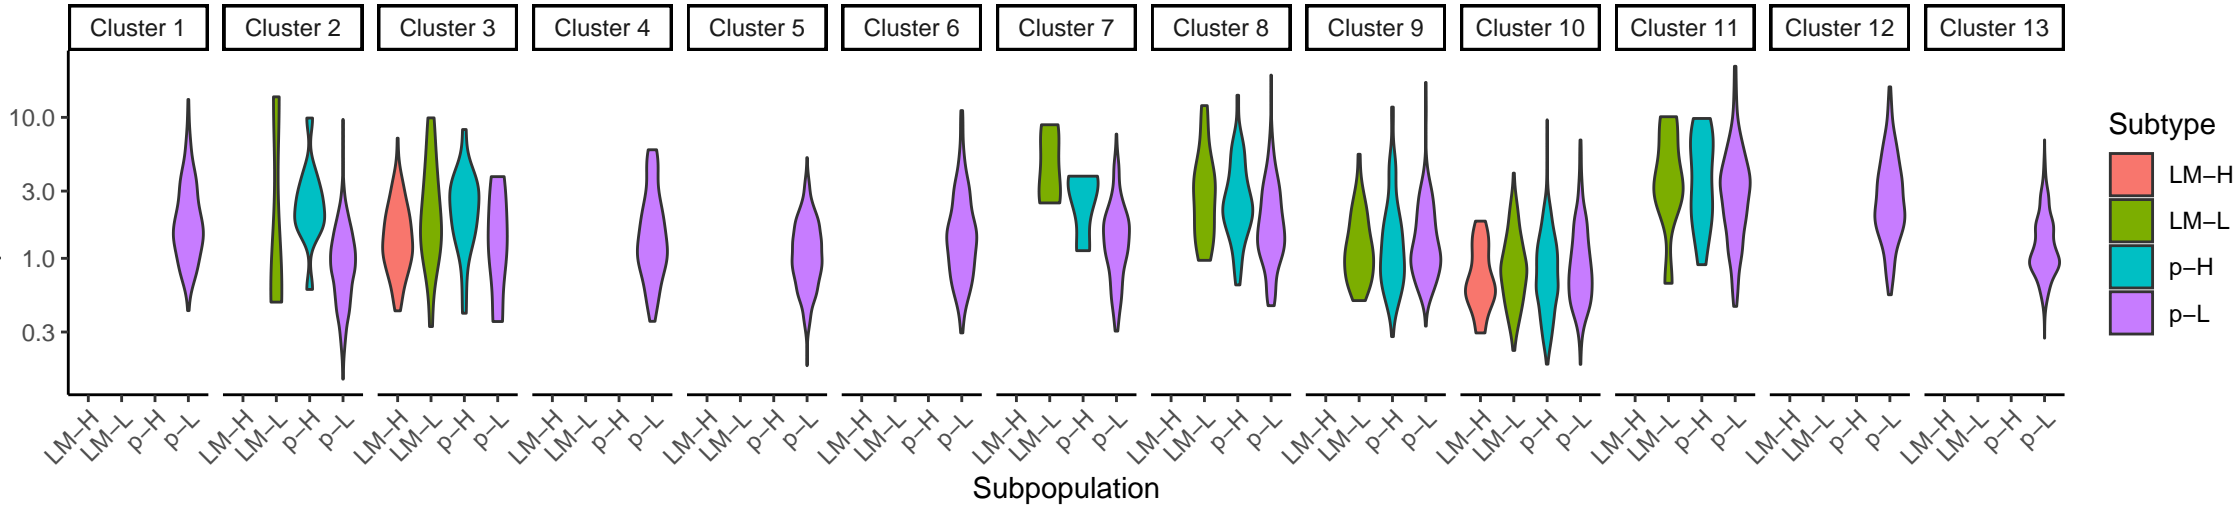 Cluster 1 Cluster 2 Cluster 3 Cluster 4 Cluster 5 Cluster 6 Cluster 7 Cluster 8 Cluster 9 Cluster 10 Cluster 11 Cluster 12 Cluster 13
10.0
3.0
1.0
0.3
LM−H LM−L p−H p−L LM−H LM−L p−H p−L LM−H LM−L p−H p−L LM−H LM−L p−H p−L LM−H LM−L p−H p−L LM−H LM−L p−H p−L LM−H LM−L p−H p−L LM−H LM−L p−H p−L LM−H LM−L p−H p−L LM−H LM−L p−H p−L LM−H LM−L p−H p−L LM−H LM−L p−H p−L LM−H LM−L p−H p−L
Subpopulation
Subtype
LM−H
LM−L
p−H
p−L